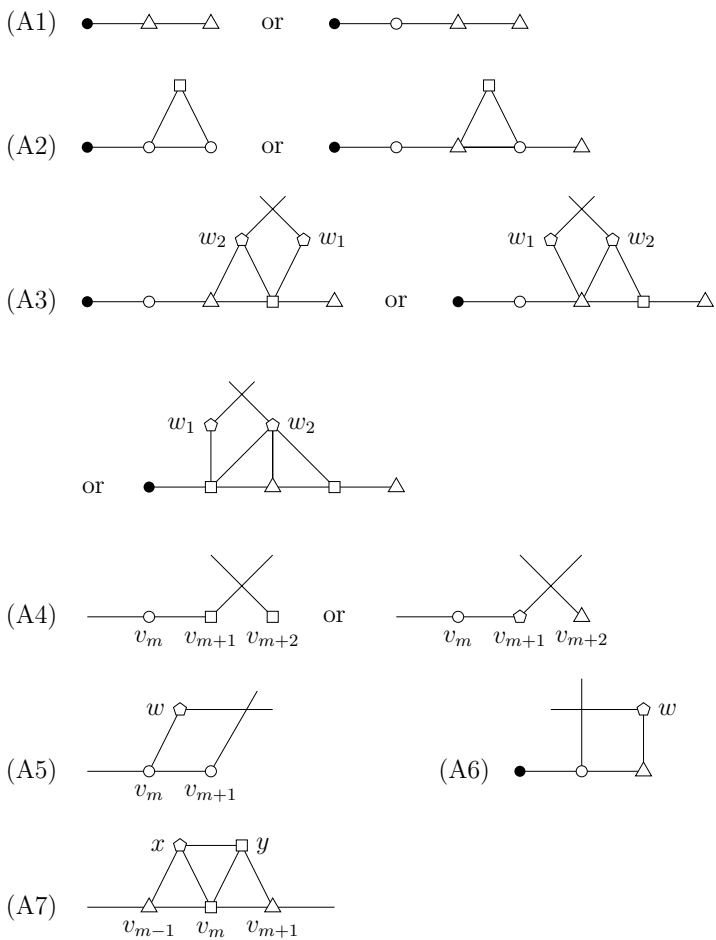 (A1) or
(A2) or
w₂ w₁ w₁ w₂
(A3) or
w₁ w₂
or
(A4) or
vₘ vₘ₊₁ vₘ₊₂ vₘ vₘ₊₁ vₘ₊₂
w w
(A5) (A6)
vₘ vₘ₊₁
x y
(A7)
vₘ₋₁ vₘ vₘ₊₁